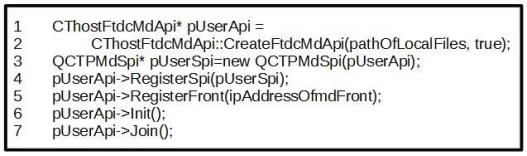 1 CThostFtdcMdApi* pUserApi =
2 CThostFtdcMdApi::CreateFtdcMdApi(pathOfLocalFiles, true);
3 QCTPMdSpi* pUserSpi=new QCTPMdSpi(pUserApi);
4 pUserApi->RegisterSpi(pUserSPi);
5 pUserApi->RegisterFront(ipAddressOfmdFront);
6 pUserApi->Init();
7 pUserApi->Join();